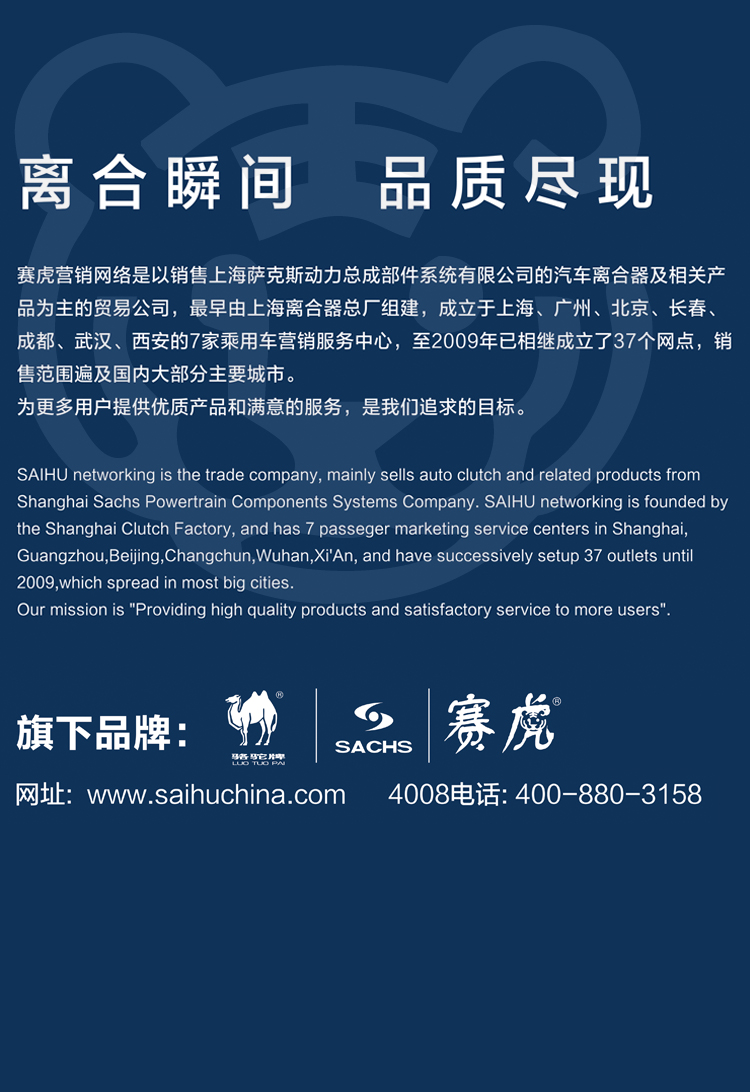 离合瞬间 品质尽现
赛虎营销网络是以销售上海萨克斯动力总成部件系统有限公司的汽车离合器及相关产
品为主的贸易公司，最早由上海离合器总厂组建，成立于上海、广州、北京、长春、
成都、武汉、西安的7家乘用车营销服务中心，至2009年已相继成立了37个网点，销
售范围遍及国内大部分主要城市。
为更多用户提供优质产品和满意的服务，是我们追求的目标。
SAIHU networking is the trade company, mainly sells auto clutch and related products from
Shanghai Sachs Powertrain Components Systems Company. SAIHU networking is founded by
the Shanghai Clutch Factory, and has 7 passeger marketing service centers in Shanghai,
Guangzhou,Beijing,Changchun,Wuhan,Xi'An, and have successively setup 37 outlets until
2009,which spread in most big cities.
Our mission is "Providing high quality products and satisfactory service to more users".
旗下品牌：
®
骆驼牌
LUO TUO PAI
SACHS
赛虎®
网址: www.saihuchina.com 4008电话: 400-880-3158